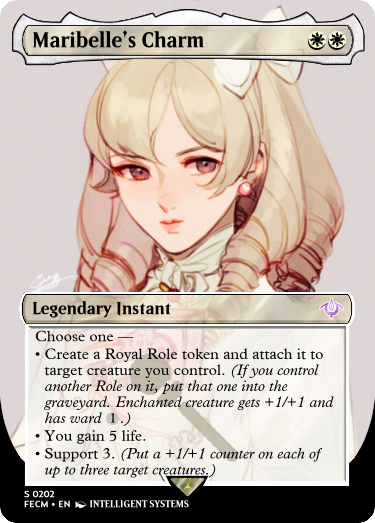 Maribelle's Charm
Legendary Instant
Choose one —
• Create a Royal Role token and attach it to
target creature you control. (If you control
another Role on it, put that one into the
graveyard. Enchanted creature gets +1/+1 and
has ward 1.)
• You gain 5 life.
• Support 3. (Put a +1/+1 counter on each of
up to three target creatures.)
S 0202
FECM • EN INTELLIGENT SYSTEMS